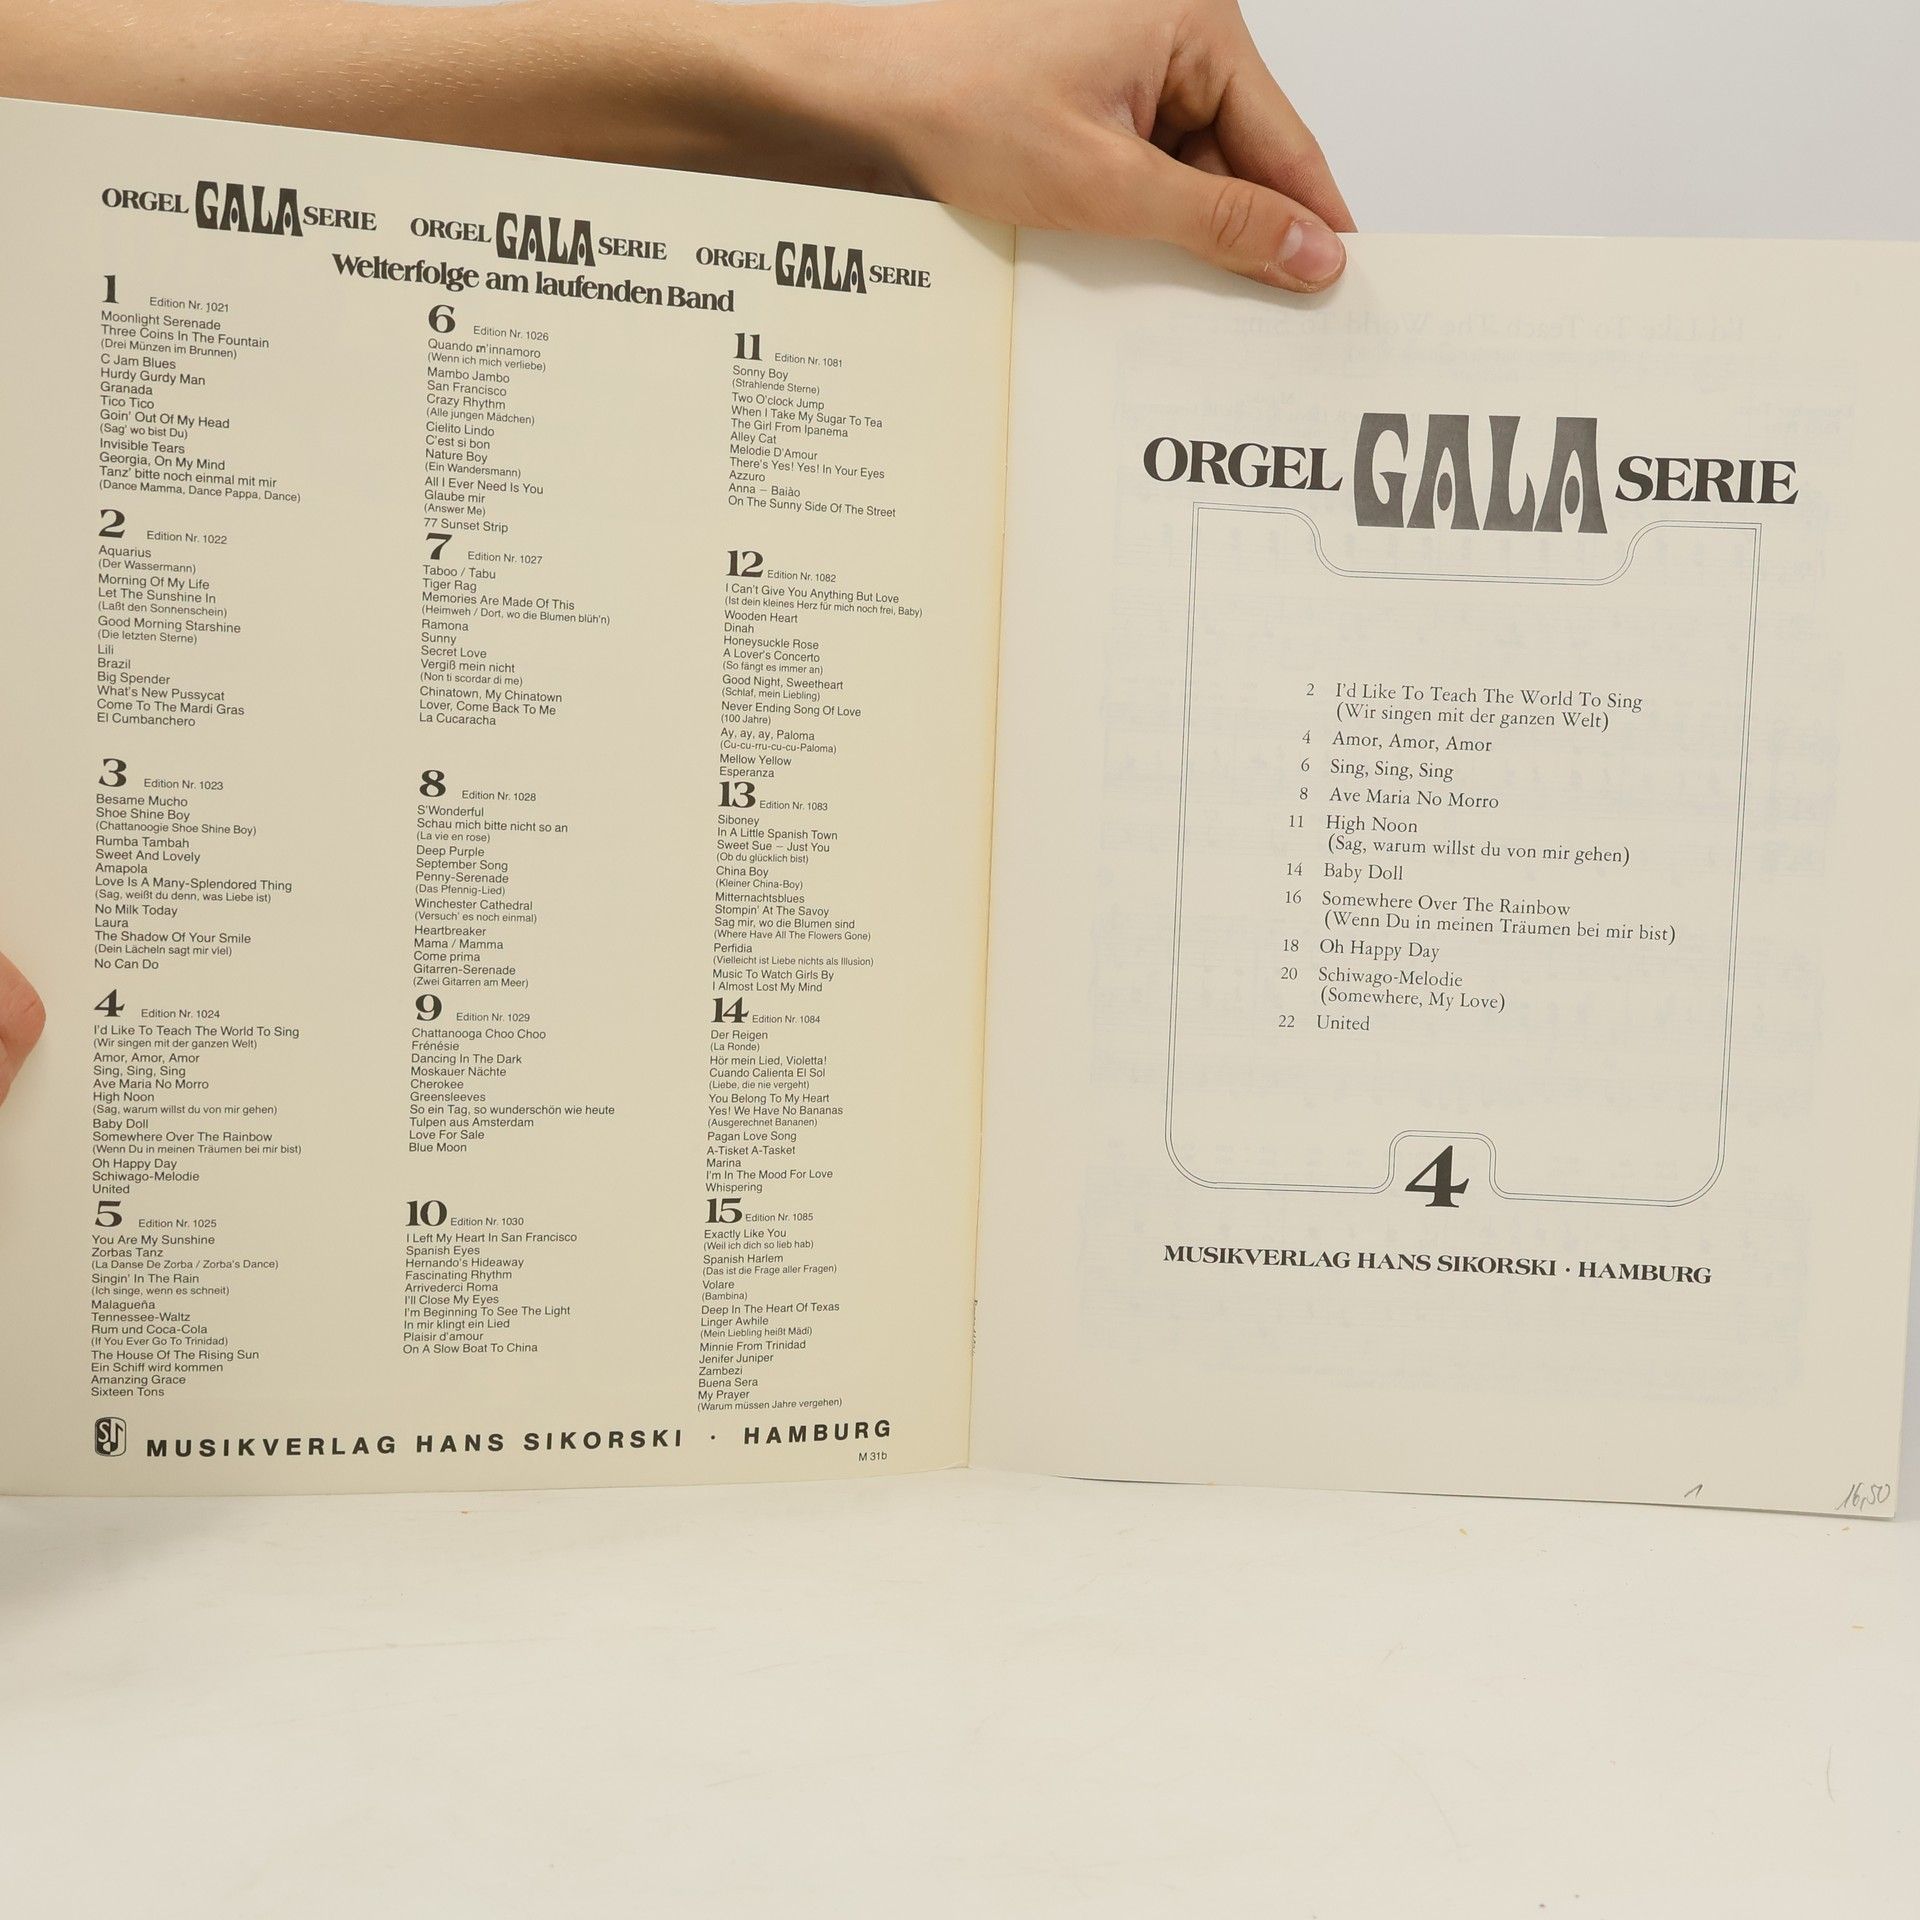 ORGEL GALA SERIE ORGEL GALA SERIE ORGEL GALA SERIE
Welterfolge am laufenden Band
1 Edition Nr. 1021
Moonlight Serenade
Three Coins In The Fountain
(Drei Münzen im Brunnen)
C Jam Blues
Hurdy Gurdy Man
Granada
Tico Tico
Goin' Out Of My Head
(Sag' wo bist Du)
Invisible Tears
Georgia, On My Mind
Tanz' bitte noch einmal mit mir
(Dance Mamma, Dance Pappa, Dance)
2 Edition Nr. 1022
Aquarius
(Der Wassermann)
Morning Of My Life
Let The Sunshine In
(Laßt den Sonnenschein)
Good Morning Starshine
(Die letzten Sterne)
Lili
Brazil
Big Spender
What's New Pussycat
Come To The Mardi Gras
El Cumbanchero
3 Edition Nr. 1023
Besame Mucho
Shoe Shine Boy
(Chattanoogie Shoe Shine Boy)
Rumba Tambah
Sweet And Lovely
Amapola
Love Is A Many-Splendored Thing
(Sag, weißt du denn, was Liebe ist)
No Milk Today
Laura
The Shadow Of Your Smile
(Dein Lächeln sagt mir viel)
No Can Do
4 Edition Nr. 1024
I'd Like To Teach The World To Sing
(Wir singen mit der ganzen Welt)
Amor, Amor, Amor
Sing, Sing, Sing
Ave Maria No Morro
High Noon
(Sag, warum willst du von mir gehen)
Baby Doll
Somewhere Over The Rainbow
(Wenn Du in meinen Träumen bei mir bist)
Oh Happy Day
Schiwago-Melodie
United
5 Edition Nr. 1025
You Are My Sunshine
Zorbas Tanz
(La Danse De Zorba / Zorba's Dance)
Singin' In The Rain
(Ich singe, wenn es schneit)
Malagueña
Tennessee-Waltz
Rum und Coca-Cola
(If You Ever Go To Trinidad)
The House Of The Rising Sun
Ein Schiff wird kommen
Amanzing Grace
Sixteen Tons
6 Edition Nr. 1026
Quando m'innamoro
(Wenn ich mich verliebe)
Mambo Jambo
San Francisco
Crazy Rhythm
(Alle jungen Mädchen)
Cielito Lindo
C'est si bon
Nature Boy
(Ein Wandersmann)
All I Ever Need Is You
Glaube mir
(Answer Me)
77 Sunset Strip
7 Edition Nr. 1027
Taboo / Tabu
Tiger Rag
Memories Are Made Of This
(Heimweh / Dort, wo die Blumen blüh'n)
Ramona
Sunny
Secret Love
Vergiß mein nicht
(Non ti scordar di me)
Chinatown, My Chinatown
Lover, Come Back To Me
La Cucaracha
8 Edition Nr. 1028
S'Wonderful
Schau mich bitte nicht so an
(La vie en rose)
Deep Purple
September Song
Penny-Serenade
(Das Pfennig-Lied)
Winchester Cathedral
(Versuch' es noch einmal)
Heartbreaker
Mama / Mamma
Come prima
Gitarren-Serenade
(Zwei Gitarren am Meer)
9 Edition Nr. 1029
Chattanooga Choo Choo
Frénésie
Dancing In The Dark
Moskauer Nächte
Cherokee
Greensleeves
So ein Tag, so wunderschön wie heute
Tulpen aus Amsterdam
Love For Sale
Blue Moon
10 Edition Nr. 1030
I Left My Heart In San Francisco
Spanish Eyes
Hernando's Hideaway
Fascinating Rhythm
Arrivederci Roma
I'll Close My Eyes
I'm Beginning To See The Light
In mir klingt ein Lied
Plaisir d'amour
On A Slow Boat To China
11 Edition Nr. 1081
Sonny Boy
(Strahlende Sterne)
Two O'clock Jump
When I Take My Sugar To Tea
The Girl From Ipanema
Alley Cat
Melodie D'Amour
There's Yes! Yes! In Your Eyes
Azzuro
Anna – Baiào
On The Sunny Side Of The Street
12 Edition Nr. 1082
I Can't Give You Anything But Love
(Ist dein kleines Herz für mich noch frei, Baby)
Wooden Heart
Dinah
Honeysuckle Rose
A Lover's Concerto
(So fängt es immer an)
Good Night, Sweetheart
(Schlaf, mein Liebling)
Never Ending Song Of Love
(100 Jahre)
Ay, ay, ay, Paloma
(Cu-cu-rru-cu-cu-Paloma)
Mellow Yellow
Esperanza
13 Edition Nr. 1083
Siboney
In A Little Spanish Town
Sweet Sue – Just You
(Ob du glücklich bist)
China Boy
(Kleiner China-Boy)
Mitternachtsblues
Stompin' At The Savoy
Sag mir, wo die Blumen sind
(Where Have All The Flowers Gone)
Perfidia
(Vielleicht ist Liebe nichts als Illusion)
Music To Watch Girls By
I Almost Lost My Mind
14 Edition Nr. 1084
Der Reigen
(La Ronde)
Hör mein Lied, Violetta!
Cuando Calienta El Sol
(Liebe, die nie vergeht)
You Belong To My Heart
Yes! We Have No Bananas
(Ausgerechnet Bananen)
Pagan Love Song
A-Tisket A-Tasket
Marina
I'm In The Mood For Love
Whispering
15 Edition Nr. 1085
Exactly Like You
(Weil ich dich so lieb hab)
Spanish Harlem
(Das ist die Frage aller Fragen)
Volare
(Bambina)
Deep In The Heart Of Texas
Linger Awhile
(Mein Liebling heißt Mädi)
Minnie From Trinidad
Jenifer Juniper
Zambezi
Buena Sera
My Prayer
(Warum müssen Jahre vergehen)
MUSIKVERLAG HANS SIKORSKI · HAMBURG
M 31b
ORGEL GALA SERIE
2 I'd Like To Teach The World To Sing
(Wir singen mit der ganzen Welt)
4 Amor, Amor, Amor
6 Sing, Sing, Sing
8 Ave Maria No Morro
11 High Noon
(Sag, warum willst du von mir gehen)
14 Baby Doll
16 Somewhere Over The Rainbow
(Wenn Du in meinen Träumen bei mir bist)
18 Oh Happy Day
20 Schiwago-Melodie
(Somewhere, My Love)
22 United
4
MUSIKVERLAG HANS SIKORSKI · HAMBURG
1 16,50